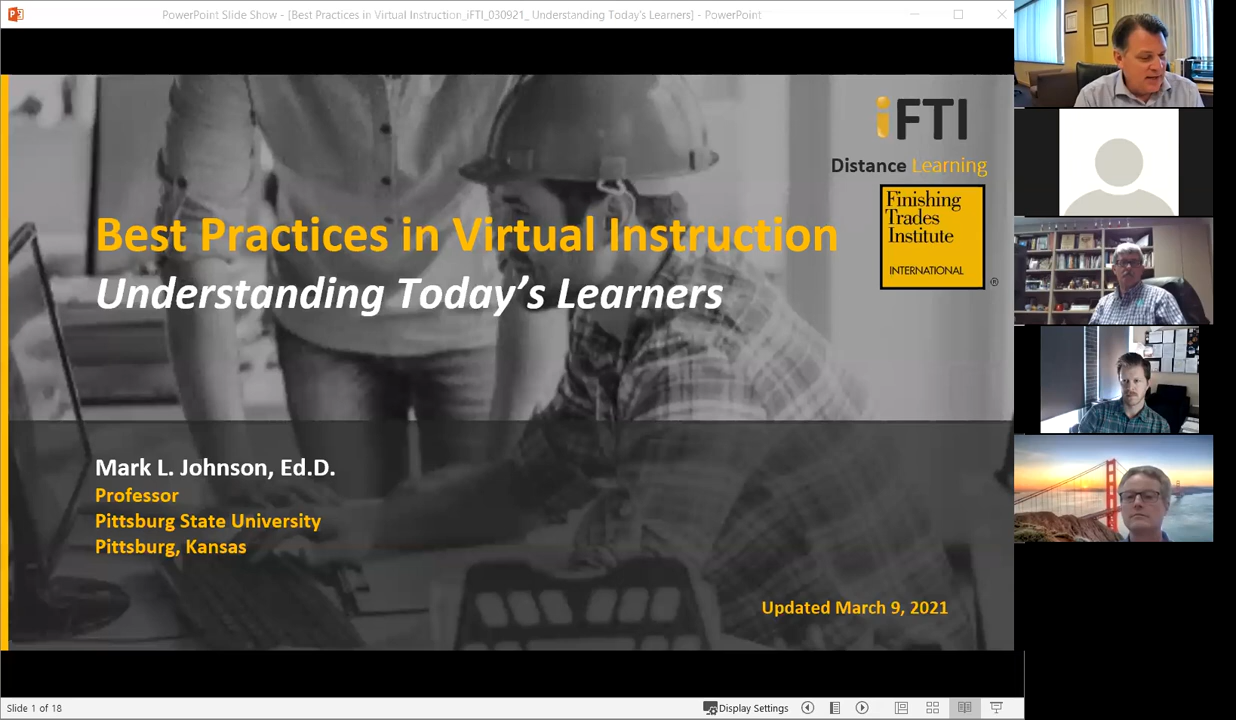 PowerPoint Slide Show - [Best Practices in Virtual Instruction_iFTI_030921_ Understanding Today's Learners] - PowerPoint
iFTI
Distance Learning
Finishing
Trades
Institute
INTERNATIONAL
®
Best Practices in Virtual Instruction
Understanding Today's Learners
Mark L. Johnson, Ed.D.
Professor
Pittsburg State University
Pittsburg, Kansas
Updated March 9, 2021
Slide 1 of 18
Display Settings